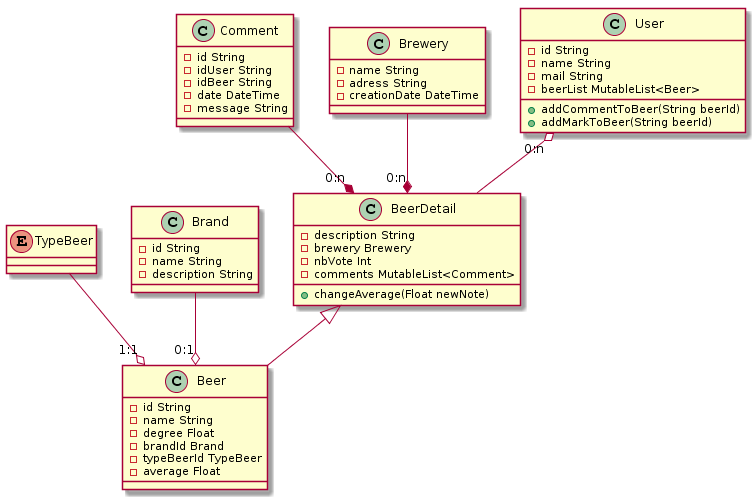 C Comment
id String
idUser String
idBeer String
date DateTime
message String
C Brewery
name String
adress String
creationDate DateTime
C User
id String
name String
mail String
beerList MutableList<Beer>
addCommentToBeer(String beerId)
addMarkToBeer(String beerId)
0:n
0:n
0:n
E TypeBeer
C Brand
id String
name String
description String
C BeerDetail
description String
brewery Brewery
nbVote Int
comments MutableList<Comment>
changeAverage(Float newNote)
1:1
0:1
C Beer
id String
name String
degree Float
brandId Brand
typeBeerId TypeBeer
average Float